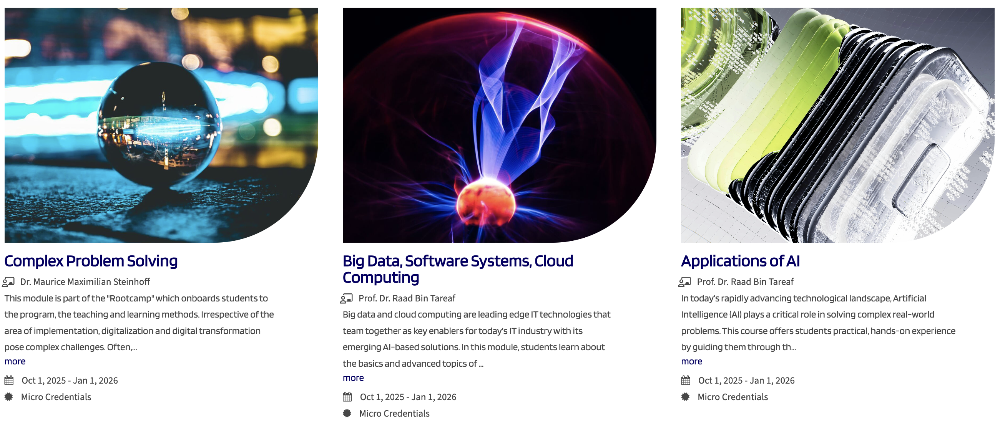 Complex Problem Solving
Dr. Maurice Maximilian Steinhoff
This module is part of the "Rootcamp" which onboards students to
the program, the teaching and learning methods. Irrespective of the
area of implementation, digitalization and digital transformation
pose complex challenges. Often,...
more
Oct 1, 2025 - Jan 1, 2026
Micro Credentials
Big Data, Software Systems, Cloud
Computing
Prof. Dr. Raad Bin Tareaf
Big data and cloud computing are leading edge IT technologies that
team together as key enablers for today's IT industry with its
emerging AI-based solutions. In this module, students learn about
the basics and advanced topics of ...
more
Oct 1, 2025 - Jan 1, 2026
Micro Credentials
Applications of AI
Prof. Dr. Raad Bin Tareaf
In today's rapidly advancing technological landscape, Artificial
Intelligence (AI) plays a critical role in solving complex real-world
problems. This course offers students practical, hands-on experience
by guiding them through th...
more
Oct 1, 2025 - Jan 1, 2026
Micro Credentials